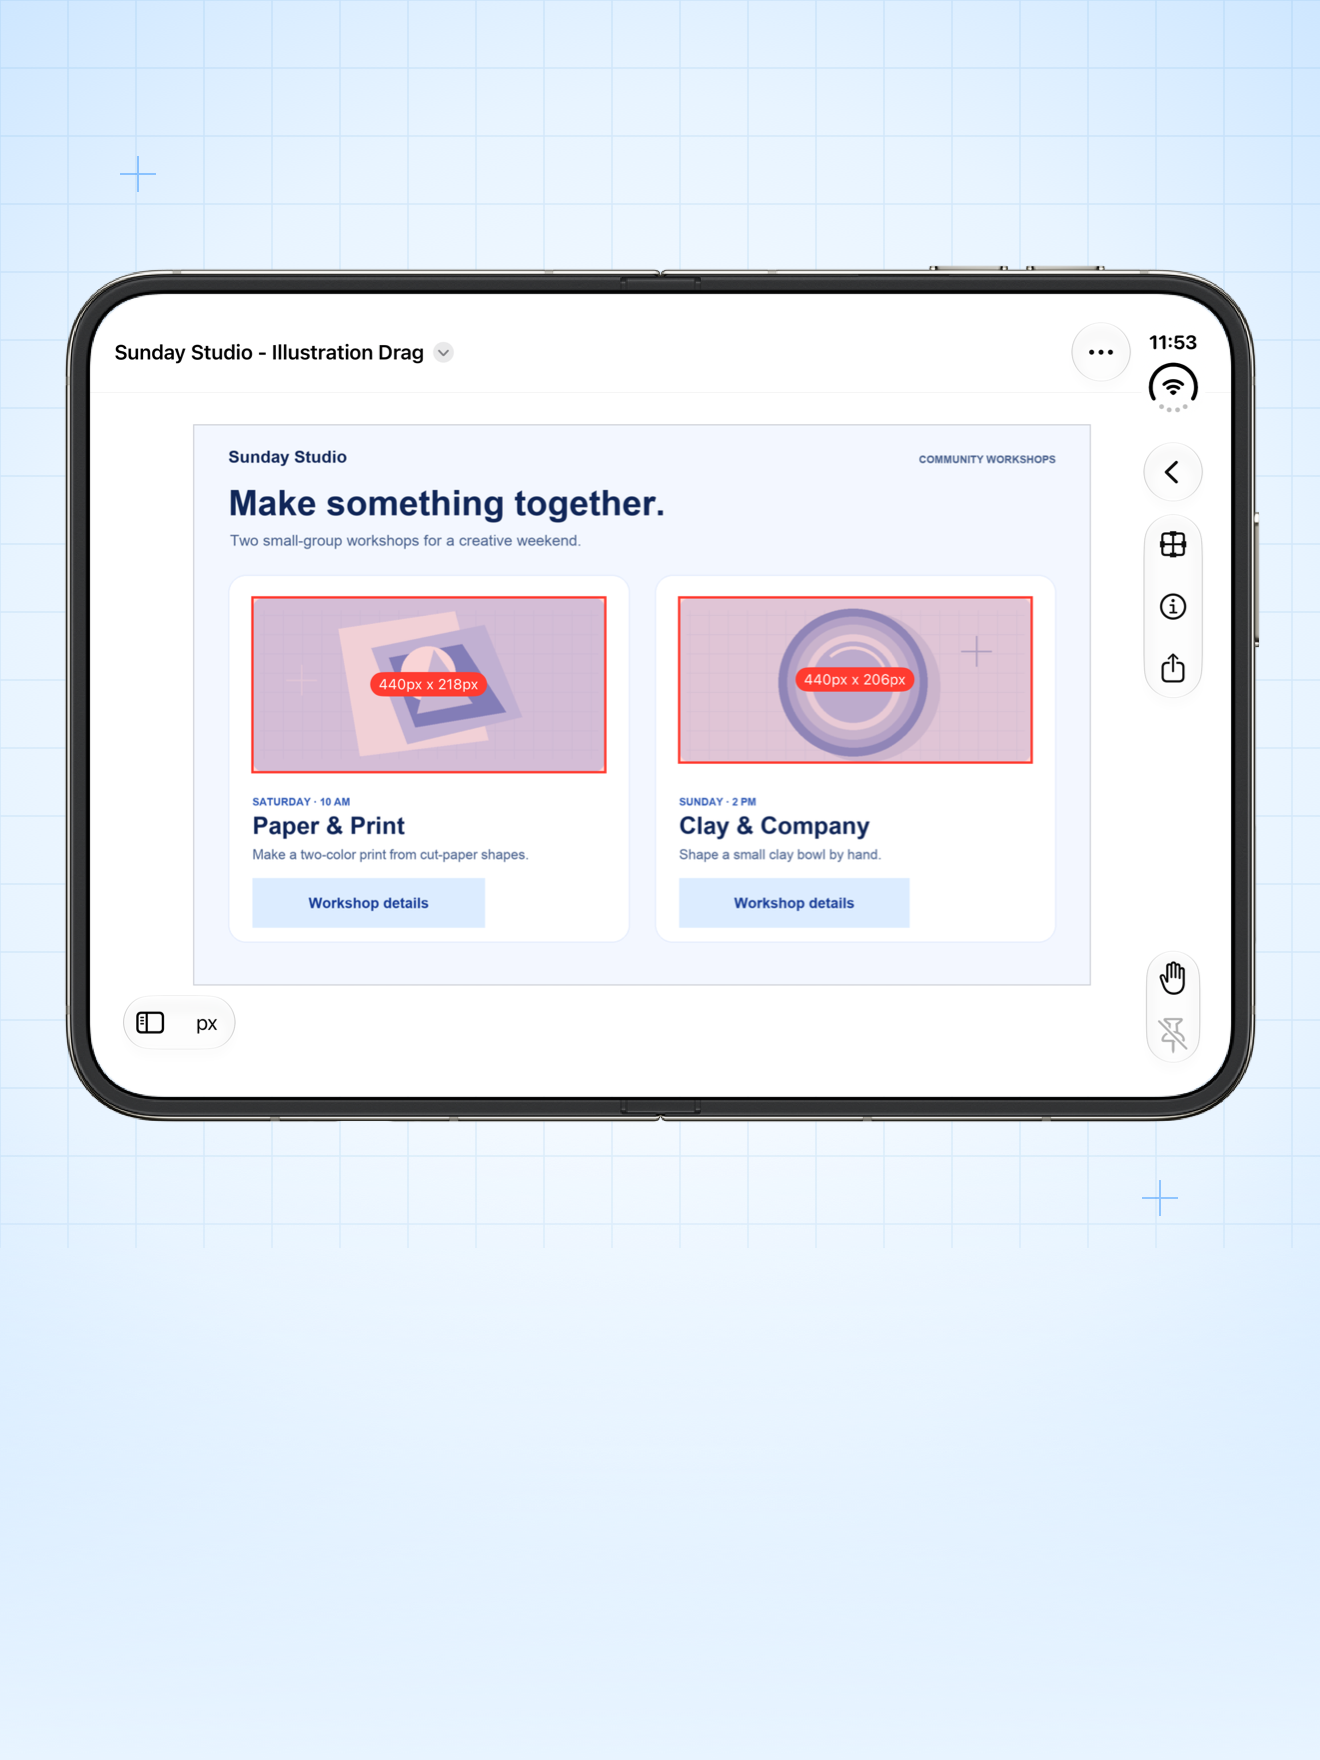 Sunday Studio - Illustration Drag
11:53
Sunday Studio
COMMUNITY WORKSHOPS
Make something together.
Two small-group workshops for a creative weekend.
440px x 218px
440px x 206px
SATURDAY · 10 AM
Paper & Print
Make a two-color print from cut-paper shapes.
Workshop details
SUNDAY · 2 PM
Clay & Company
Shape a small clay bowl by hand.
Workshop details
px